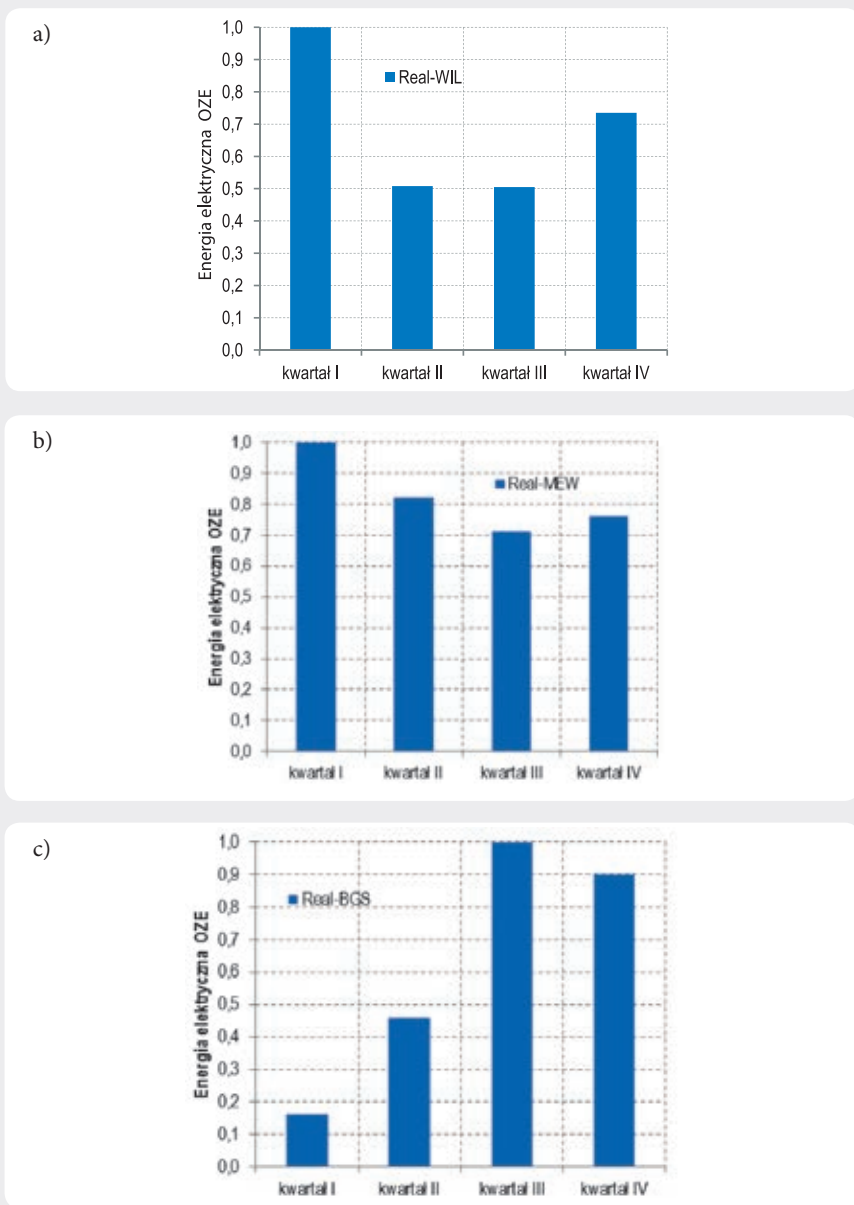 a)
Energia elektryczna OZE
1,0
0,9
0,8
0,7
0,6
0,5
0,4
0,3
0,2
0,1
0,0
Real-WIL
kwartał I kwartał II kwartał III kwartał IV
b)
Energia elektryczna OZE
1,0
0,9
0,8
0,7
0,6
0,5
0,4
0,3
0,2
0,1
0,0
Real-MEW
kwartał I kwartał II kwartał III kwartał IV
c)
Energia elektryczna OZE
1,0
0,9
0,8
0,7
0,6
0,5
0,4
0,3
0,2
0,1
0,0
Real-BGS
kwartał I kwartał II kwartał III kwartał IV